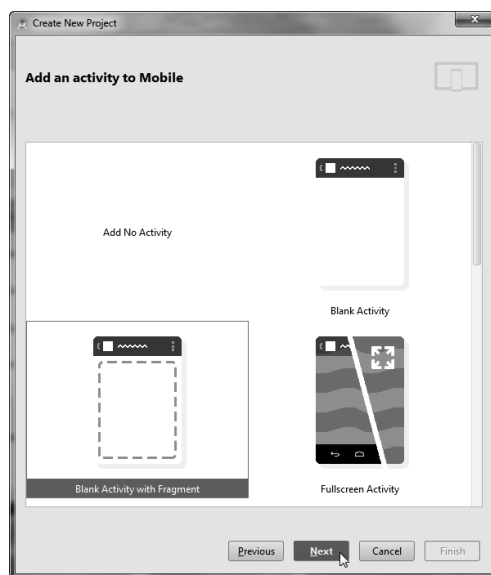 Create New Project
Add an activity to Mobile
Add No Activity
Blank Activity
Blank Activity with Fragment
Fullscreen Activity
Previous
Next
Cancel
Finish